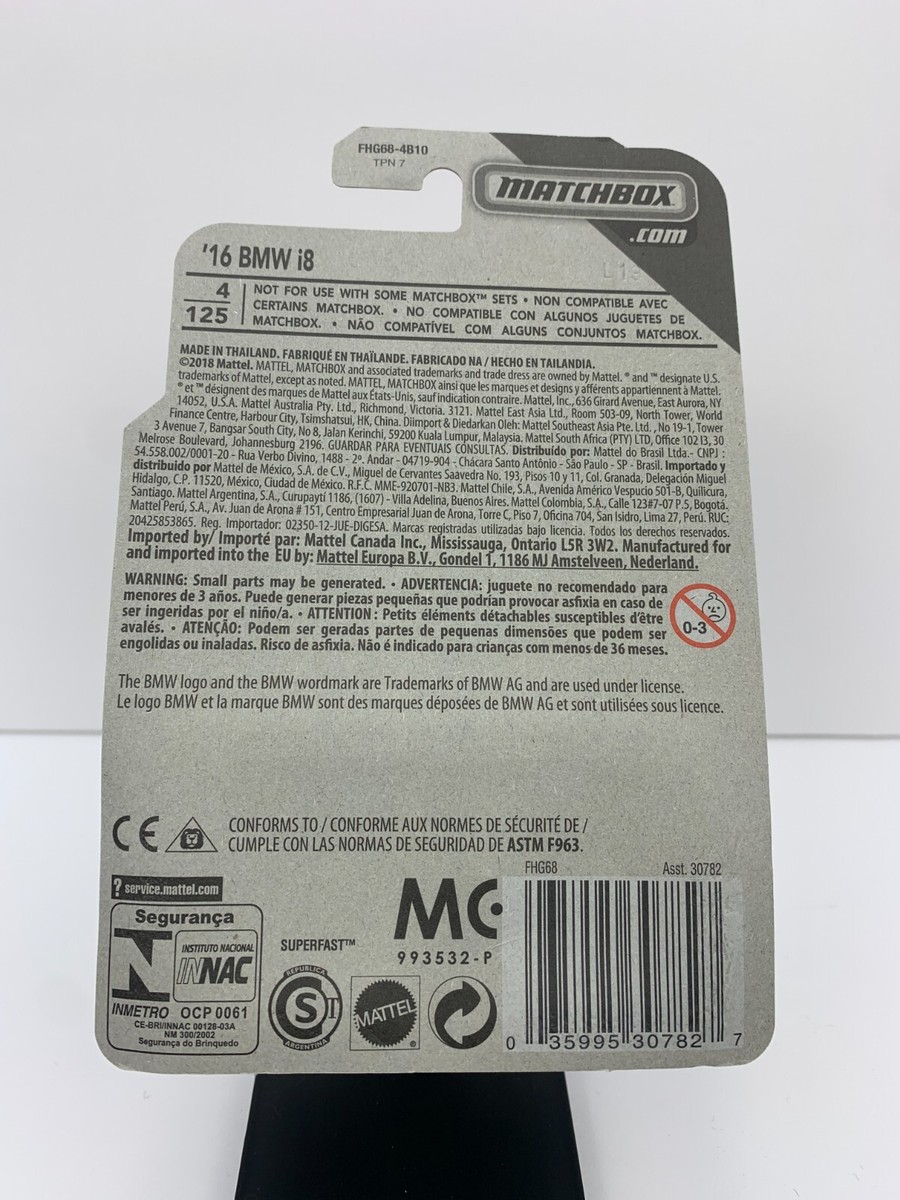 FHG68-4B10
TPN 7
MATCHBOX
.COM
'16 BMW i8
4
125
NOT FOR USE WITH SOME MATCHBOX™ SETS • NON COMPATIBLE AVEC
CERTAINS MATCHBOX. • NO COMPATIBLE CON ALGUNOS JUGUETES DE
MATCHBOX. • NÃO COMPATÍVEL COM ALGUNS CONJUNTOS MATCHBOX.
MADE IN THAILAND. FABRIQUÉ EN THAÏLANDE. FABRICADO NA / HECHO EN TAILANDIA.
©2018 Mattel. MATTEL, MATCHBOX and associated trademarks and trade dress are owned by Mattel. ® and ™ designate U.S.
trademarks of Mattel, except as noted. MATTEL, MATCHBOX ainsi que les marques et designs y afférents appartiennent à Mattel.
® et ™ désignent des marques de Mattel aux États-Unis, sauf indication contraire. Mattel, Inc., 636 Girard Avenue, East Aurora, NY
14052, U.S.A. Mattel Australia Pty. Ltd., Richmond, Victoria. 3121. Mattel East Asia Ltd., Room 503-09, North Tower, World
Finance Centre, Harbour City, Tsimshatsui, HK, China. Diimport & Diedarkan Oleh: Mattel Southeast Asia Pte. Ltd., No 19-1, Tower
3 Avenue 7, Bangsar South City, No 8, Jalan Kerinchi, 59200 Kuala Lumpur, Malaysia. Mattel South Africa (PTY) LTD, Office 102 I3, 30
Melrose Boulevard, Johannesburg 2196. GUARDAR PARA EVENTUAIS CONSULTAS. Distribuído por: Mattel do Brasil Ltda.- CNPJ :
54.558.002/0001-20 - Rua Verbo Divino, 1488 - 2º. Andar - 04719-904 - Chácara Santo Antônio - São Paulo - SP - Brasil. Importado y
distribuido por Mattel de México, S.A. de C.V., Miguel de Cervantes Saavedra No. 193, Pisos 10 y 11, Col. Granada, Delegación Miguel
Hidalgo, C.P. 11520, México, Ciudad de México. R.F.C. MME-920701-NB3. Mattel Chile, S.A., Avenida Américo Vespucio 501-B, Quilicura,
Santiago. Mattel Argentina, S.A., Curupaytí 1186, (1607) - Villa Adelina, Buenos Aires. Mattel Colombia, S.A., Calle 123#7-07 P.5, Bogotá.
Mattel Perú, S.A., Av. Juan de Arona # 151, Centro Empresarial Juan de Arona, Torre C, Piso 7, Oficina 704, San Isidro, Lima 27, Perú. RUC:
20425853865. Reg. Importador: 02350-12-JUE-DIGESA. Marcas registradas utilizadas bajo licencia. Todos los derechos reservados.
Imported by/ Importé par: Mattel Canada Inc., Mississauga, Ontario L5R 3W2. Manufactured for
and imported into the EU by: Mattel Europa B.V., Gondel 1, 1186 MJ Amstelveen, Nederland.
WARNING: Small parts may be generated. • ADVERTENCIA: juguete no recomendado para
menores de 3 años. Puede generar piezas pequeñas que podrían provocar asfixia en caso de
ser ingeridas por el niño/a. • ATTENTION : Petits éléments détachables susceptibles d'être
avalés. • ATENÇÃO: Podem ser geradas partes de pequenas dimensões que podem ser
engolidas ou inaladas. Risco de asfixia. Não é indicado para crianças com menos de 36 meses.
0-3
The BMW logo and the BMW wordmark are Trademarks of BMW AG and are used under license.
Le logo BMW et la marque BMW sont des marques déposées de BMW AG et sont utilisées sous licence.
CE
CONFORMS TO / CONFORME AUX NORMES DE SÉCURITÉ DE /
CUMPLE CON LAS NORMAS DE SEGURIDAD DE ASTM F963.
FHG68 Asst. 30782
? service.mattel.com
Segurança
INSTITUTO NACIONAL
INNAC
INMETRO OCP 0061
CE-BRI/INNAC 00128-03A
NM 300/2002
Segurança do Brinquedo
SUPERFAST™
REPUBLICA
S T
ARGENTINA
MATTEL ®
993532-P
0 35995 30782 7